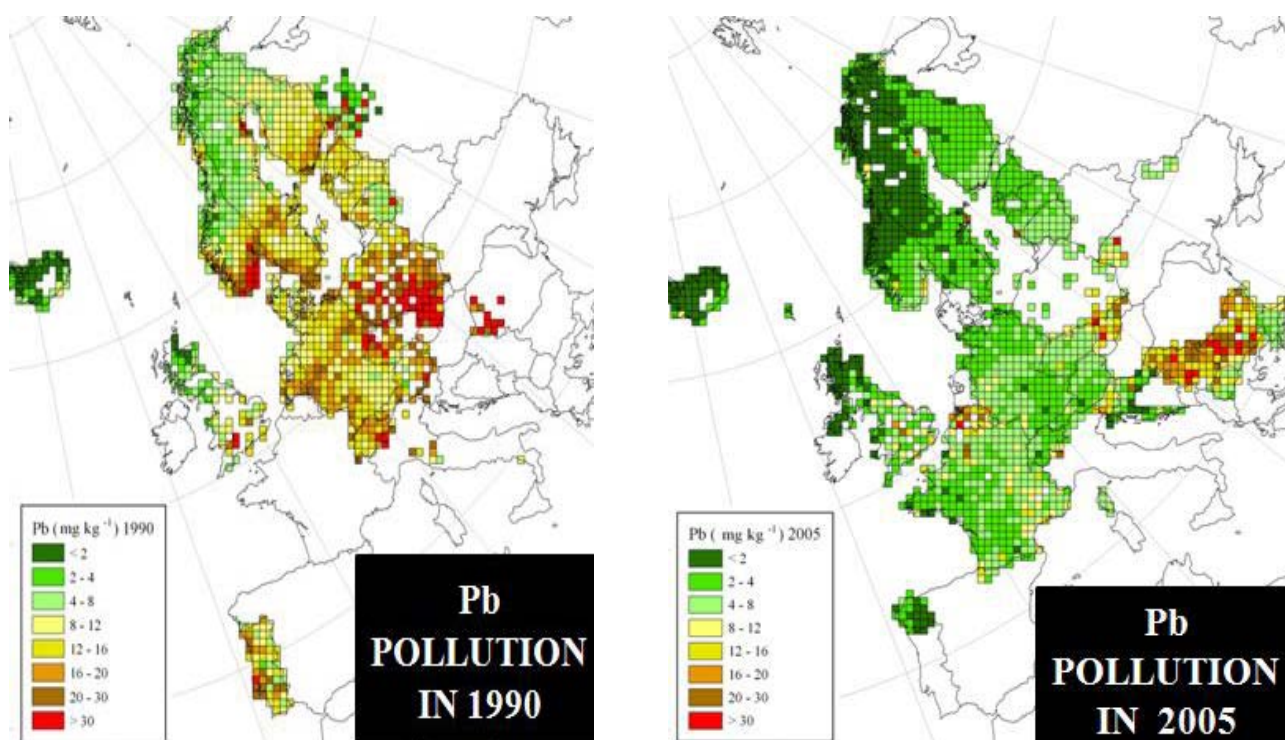 Pb ( mg kg -1 ) 1990
< 2
2 - 4
4 - 8
8 - 12
12 - 16
16 - 20
20 - 30
> 30
Pb
POLLUTION
IN 1990
Pb ( mg kg -1 ) 2005
< 2
2 - 4
4 - 8
8 - 12
12 - 16
16 - 20
20 - 30
> 30
Pb
POLLUTION
IN 2005